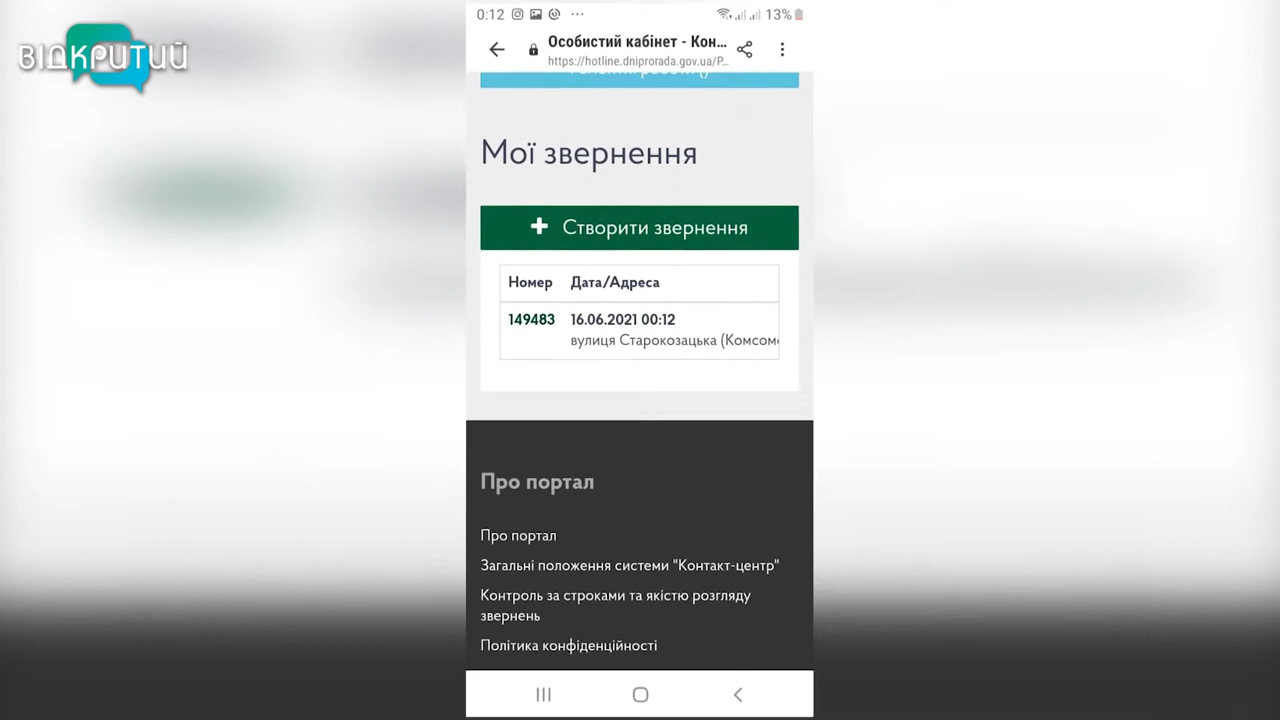 ВІДКРИТИЙ
0:12
13%
Особистий кабінет - Кон...
https://hotline.dniprorada.gov.ua/P...
Мої звернення
Створити звернення
Номер Дата/Адреса
149483 16.06.2021 00:12
вулиця Старокозацька (Комсом
Про портал
Про портал
Загальні положення системи "Контакт-центр"
Контроль за строками та якістю розгляду
звернень
Політика конфіденційності